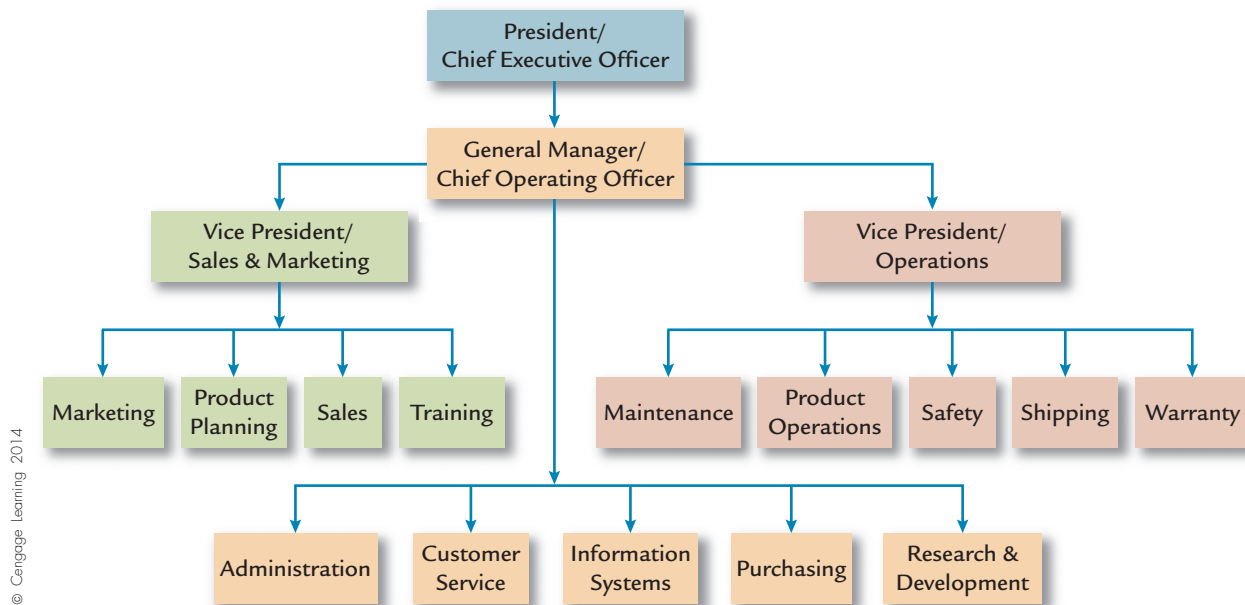 President/
Chief Executive Officer
General Manager/
Chief Operating Officer
Vice President/
Sales & Marketing
Vice President/
Operations
Marketing
Product
Planning
Sales
Training
Maintenance
Product
Operations
Safety
Shipping
Warranty
Administration
Customer
Service
Information
Systems
Purchasing
Research &
Development
© Cengage Learning 2014